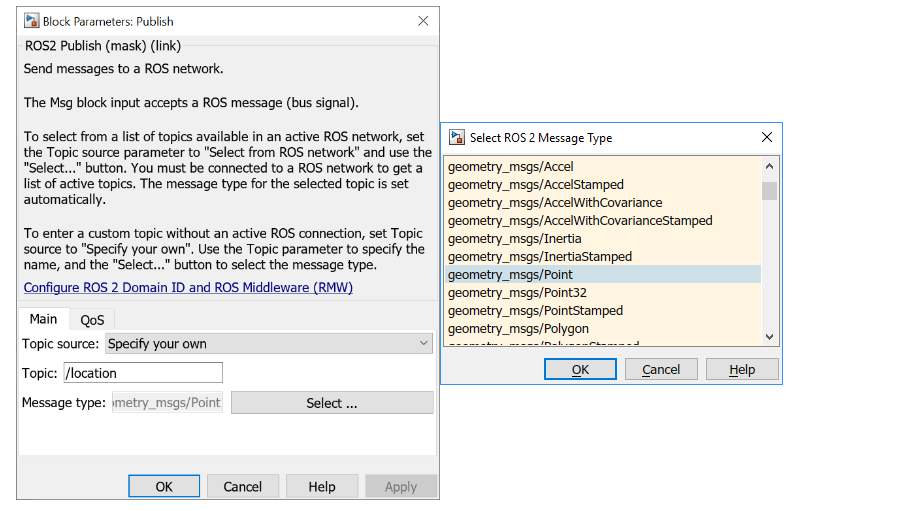 Block Parameters: Publish
ROS2 Publish (mask) (link)
Send messages to a ROS network.
The Msg block input accepts a ROS message (bus signal).
To select from a list of topics available in an active ROS network, set
the Topic source parameter to "Select from ROS network" and use the
"Select..." button. You must be connected to a ROS network to get a
list of active topics. The message type for the selected topic is set
automatically.
To enter a custom topic without an active ROS connection, set Topic
source to "Specify your own". Use the Topic parameter to specify the
name, and the "Select..." button to select the message type.
Configure ROS 2 Domain ID and ROS Middleware (RMW)
Main QoS
Topic source: Specify your own
Topic: /location
Message type: ometry_msgs/Point Select ...
OK Cancel Help Apply
Select ROS 2 Message Type
geometry_msgs/Accel
geometry_msgs/AccelStamped
geometry_msgs/AccelWithCovariance
geometry_msgs/AccelWithCovarianceStamped
geometry_msgs/Inertia
geometry_msgs/InertiaStamped
geometry_msgs/Point
geometry_msgs/Point32
geometry_msgs/PointStamped
geometry_msgs/Polygon
geometry_msgs/PolygonStamped
OK Cancel Help